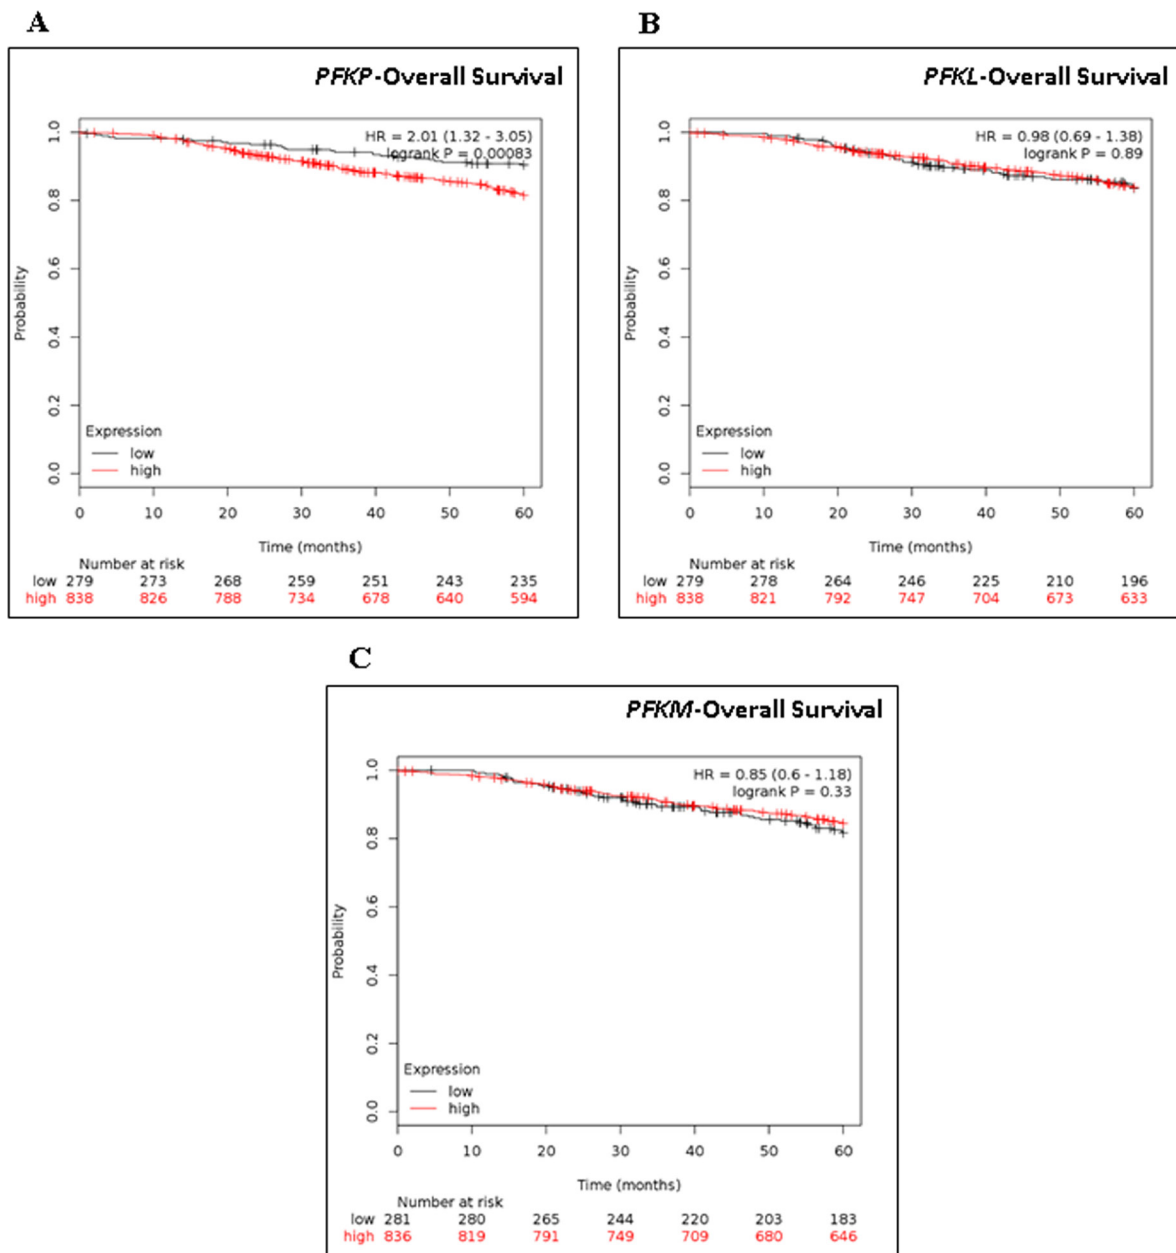 A
PFKP-Overall Survival
HR = 2.01 (1.32 - 3.05)
logrank P = 0.00083
1.0
0.8
0.6
0.4
0.2
0.0
Probability
Expression
low
high
0 10 20 30 40 50 60
Time (months)
Number at risk
low 279 273 268 259 251 243 235
high 838 826 788 734 678 640 594
B
PFKL-Overall Survival
HR = 0.98 (0.69 - 1.38)
logrank P = 0.89
1.0
0.8
0.6
0.4
0.2
0.0
Probability
Expression
low
high
0 10 20 30 40 50 60
Time (months)
Number at risk
low 279 278 264 246 225 210 196
high 838 821 792 747 704 673 633
C
PFKM-Overall Survival
HR = 0.85 (0.6 - 1.18)
logrank P = 0.33
1.0
0.8
0.6
0.4
0.2
0.0
Probability
Expression
low
high
0 10 20 30 40 50 60
Time (months)
Number at risk
low 281 280 265 244 220 203 183
high 836 819 791 749 709 680 646